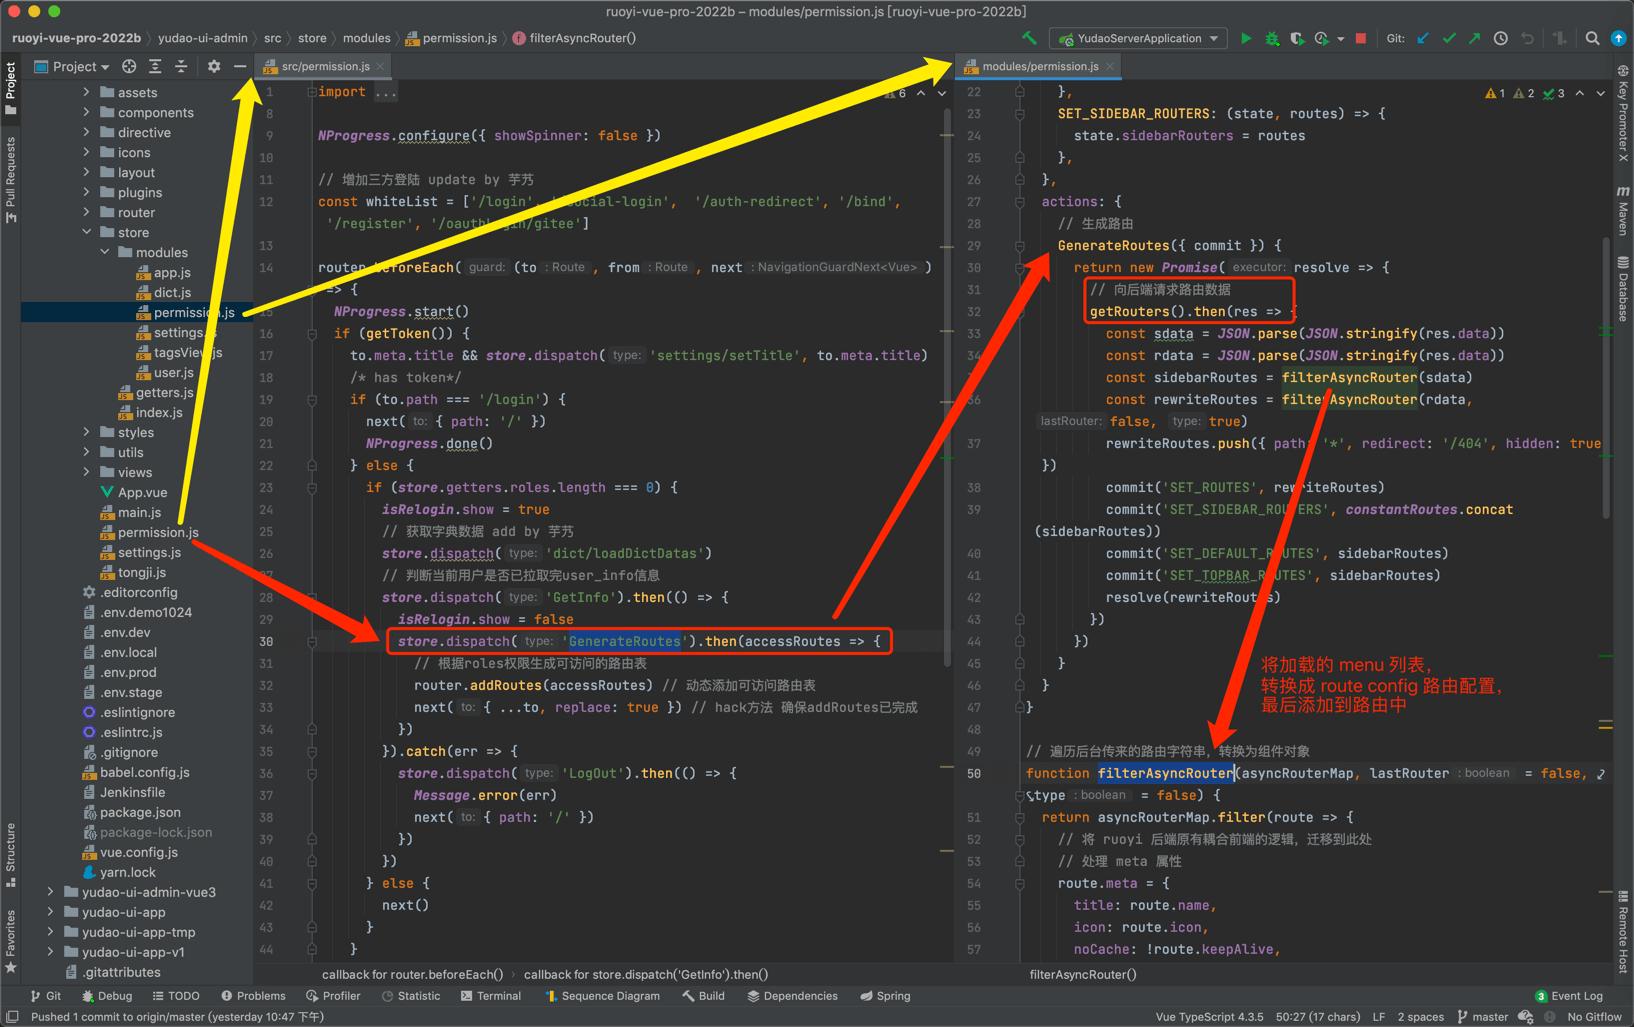 ruoyi-vue-pro-2022b – modules/permission.js [ruoyi-vue-pro-2022b]
ruoyi-vue-pro-2022b › yudao-ui-admin › src › store › modules › permission.js › filterAsyncRouter()
YudaoServerApplication
Git:
Project
src/permission.js
modules/permission.js
Project
Pull Requests
Structure
Favorites
assets
components
directive
icons
layout
plugins
router
store
modules
app.js
dict.js
permission.js
settings.js
tagsView.js
user.js
getters.js
index.js
styles
utils
views
App.vue
main.js
permission.js
settings.js
tongji.js
.editorconfig
.env.demo1024
.env.dev
.env.local
.env.prod
.env.stage
.eslintignore
.eslintrc.js
.gitignore
babel.config.js
Jenkinsfile
package.json
package-lock.json
vue.config.js
yarn.lock
yudao-ui-admin-vue3
yudao-ui-app
yudao-ui-app-tmp
yudao-ui-app-v1
.gitattributes
6
1 import ...
8
9 NProgress.configure({ showSpinner: false })
10
11 // 增加三方登陆 update by 芋艿
12 const whiteList = ['/login', '/social-login', '/auth-redirect', '/bind',
'/register', '/oauthLogin/gitee']
13
14 router.beforeEach( guard: (to : Route , from : Route , next : NavigationGuardNext<Vue> )
=> {
15 NProgress.start()
16 if (getToken()) {
17 to.meta.title && store.dispatch( type: 'settings/setTitle', to.meta.title)
18 /* has token*/
19 if (to.path === '/login') {
20 next( to: { path: '/' })
21 NProgress.done()
22 } else {
23 if (store.getters.roles.length === 0) {
24 isRelogin.show = true
25 // 获取字典数据 add by 芋艿
26 store.dispatch( type: 'dict/loadDictDatas')
27 // 判断当前用户是否已拉取完user_info信息
28 store.dispatch( type: 'GetInfo').then(() => {
29 isRelogin.show = false
30 store.dispatch( type: 'GenerateRoutes').then(accessRoutes => {
31 // 根据roles权限生成可访问的路由表
32 router.addRoutes(accessRoutes) // 动态添加可访问路由表
33 next( to: { ...to, replace: true }) // hack方法 确保addRoutes已完成
34 })
35 }).catch(err => {
36 store.dispatch( type: 'LogOut').then(() => {
37 Message.error(err)
38 next( to: { path: '/' })
39 })
40 })
41 } else {
42 next()
43 }
44 }
callback for router.beforeEach() › callback for store.dispatch('GetInfo').then()
1 2 3
22 },
23 SET_SIDEBAR_ROUTERS: (state, routes) => {
24 state.sidebarRouters = routes
25 },
26 },
27 actions: {
28 // 生成路由
29 GenerateRoutes({ commit }) {
30 return new Promise( executor: resolve => {
31 // 向后端请求路由数据
32 getRouters().then(res => {
33 const sdata = JSON.parse(JSON.stringify(res.data))
34 const rdata = JSON.parse(JSON.stringify(res.data))
const sidebarRoutes = filterAsyncRouter(sdata)
36 const rewriteRoutes = filterAsyncRouter(rdata,
lastRouter: false, type: true)
37 rewriteRoutes.push({ path: '*', redirect: '/404', hidden: true
})
38 commit('SET_ROUTES', rewriteRoutes)
39 commit('SET_SIDEBAR_ROUTERS', constantRoutes.concat
(sidebarRoutes))
40 commit('SET_DEFAULT_ROUTES', sidebarRoutes)
41 commit('SET_TOPBAR_ROUTES', sidebarRoutes)
42 resolve(rewriteRoutes)
43 })
44 })
45 }
46 }
47 }
48
49 // 遍历后台传来的路由字符串，转换为组件对象
50 function filterAsyncRouter(asyncRouterMap, lastRouter : boolean = false,
type : boolean = false) {
51 return asyncRouterMap.filter(route => {
52 // 将 ruoyi 后端原有耦合前端的逻辑，迁移到此处
53 // 处理 meta 属性
54 route.meta = {
55 title: route.name,
56 icon: route.icon,
57 noCache: !route.keepAlive,
filterAsyncRouter()
将加载的 menu 列表，
转换成 route config 路由配置，
最后添加到路由中
Key Promoter X
Maven
Database
Remote Host
Git Debug TODO Problems Profiler Statistic Terminal Sequence Diagram Build Dependencies Spring 3 Event Log
Pushed 1 commit to origin/master (yesterday 10:47 下午)
Vue TypeScript 4.3.5 50:27 (17 chars) LF 2 spaces master No Gitflow